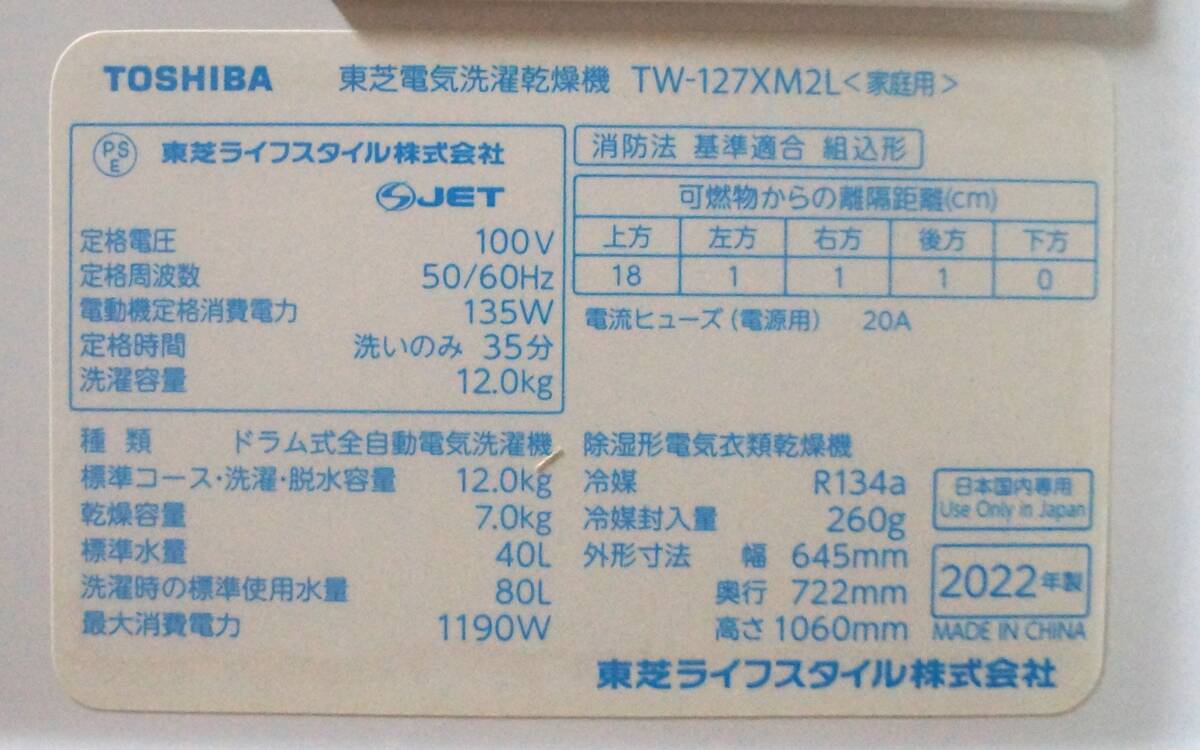 TOSHIBA 東芝電気洗濯乾燥機 TW-127XM2L<家庭用>
PSE 東芝ライフスタイル株式会社
JET
定格電圧 100V
定格周波数 50/60Hz
電動機定格消費電力 135W
定格時間 洗いのみ 35分
洗濯容量 12.0kg
消防法 基準適合 組込形
可燃物からの離隔距離(cm)
上方 左方 右方 後方 下方
18 1 1 1 0
電流ヒューズ(電源用) 20A
種類 ドラム式全自動電気洗濯機
標準コース・洗濯・脱水容量 12.0kg
乾燥容量 7.0kg
標準水量 40L
洗濯時の標準使用水量 80L
最大消費電力 1190W
除湿形電気衣類乾燥機
冷媒 R134a
冷媒封入量 260g
外形寸法 幅 645mm
奥行 722mm
高さ 1060mm
日本国内専用
Use Only in Japan
2022年製
MADE IN CHINA
東芝ライフスタイル株式会社